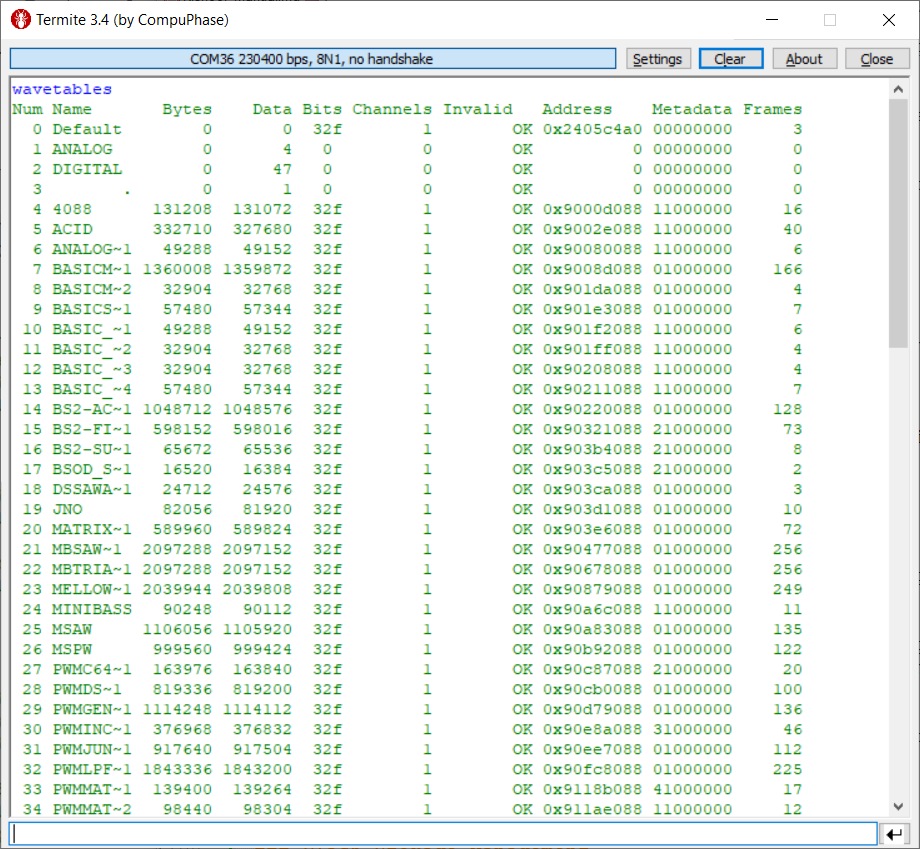 Termite 3.4 (by CompuPhase)
COM36 230400 bps, 8N1, no handshake Settings Clear About Close
wavetables
Num Name Bytes Data Bits Channels Invalid Address Metadata Frames
0 Default 0 0 32f 1 OK 0x2405c4a0 00000000 3
1 ANALOG 0 4 0 0 OK 0 00000000 0
2 DIGITAL 0 47 0 0 OK 0 00000000 0
3 . 0 1 0 0 OK 0 00000000 0
4 4088 131208 131072 32f 1 OK 0x9000d088 11000000 16
5 ACID 332710 327680 32f 1 OK 0x9002e088 11000000 40
6 ANALOG~1 49288 49152 32f 1 OK 0x90080088 11000000 6
7 BASICM~1 1360008 1359872 32f 1 OK 0x9008d088 01000000 166
8 BASICM~2 32904 32768 32f 1 OK 0x901da088 01000000 4
9 BASICS~1 57480 57344 32f 1 OK 0x901e3088 01000000 7
10 BASIC_~1 49288 49152 32f 1 OK 0x901f2088 11000000 6
11 BASIC_~2 32904 32768 32f 1 OK 0x901ff088 11000000 4
12 BASIC_~3 32904 32768 32f 1 OK 0x90208088 11000000 4
13 BASIC_~4 57480 57344 32f 1 OK 0x90211088 11000000 7
14 BS2-AC~1 1048712 1048576 32f 1 OK 0x90220088 01000000 128
15 BS2-FI~1 598152 598016 32f 1 OK 0x90321088 21000000 73
16 BS2-SU~1 65672 65536 32f 1 OK 0x903b4088 21000000 8
17 BSOD_S~1 16520 16384 32f 1 OK 0x903c5088 21000000 2
18 DSSAWA~1 24712 24576 32f 1 OK 0x903ca088 01000000 3
19 JNO 82056 81920 32f 1 OK 0x903d1088 01000000 10
20 MATRIX~1 589960 589824 32f 1 OK 0x903e6088 01000000 72
21 MBSAW~1 2097288 2097152 32f 1 OK 0x90477088 01000000 256
22 MBTRIA~1 2097288 2097152 32f 1 OK 0x90678088 01000000 256
23 MELLOW~1 2039944 2039808 32f 1 OK 0x90879088 01000000 249
24 MINIBASS 90248 90112 32f 1 OK 0x90a6c088 11000000 11
25 MSAW 1106056 1105920 32f 1 OK 0x90a83088 01000000 135
26 MSPW 999560 999424 32f 1 OK 0x90b92088 01000000 122
27 PWMC64~1 163976 163840 32f 1 OK 0x90c87088 21000000 20
28 PWMDS~1 819336 819200 32f 1 OK 0x90cb0088 01000000 100
29 PWMGEN~1 1114248 1114112 32f 1 OK 0x90d79088 01000000 136
30 PWMINC~1 376968 376832 32f 1 OK 0x90e8a088 31000000 46
31 PWMJUN~1 917640 917504 32f 1 OK 0x90ee7088 01000000 112
32 PWMLPF~1 1843336 1843200 32f 1 OK 0x90fc8088 01000000 225
33 PWMMAT~1 139400 139264 32f 1 OK 0x9118b088 41000000 17
34 PWMMAT~2 98440 98304 32f 1 OK 0x911ae088 11000000 12